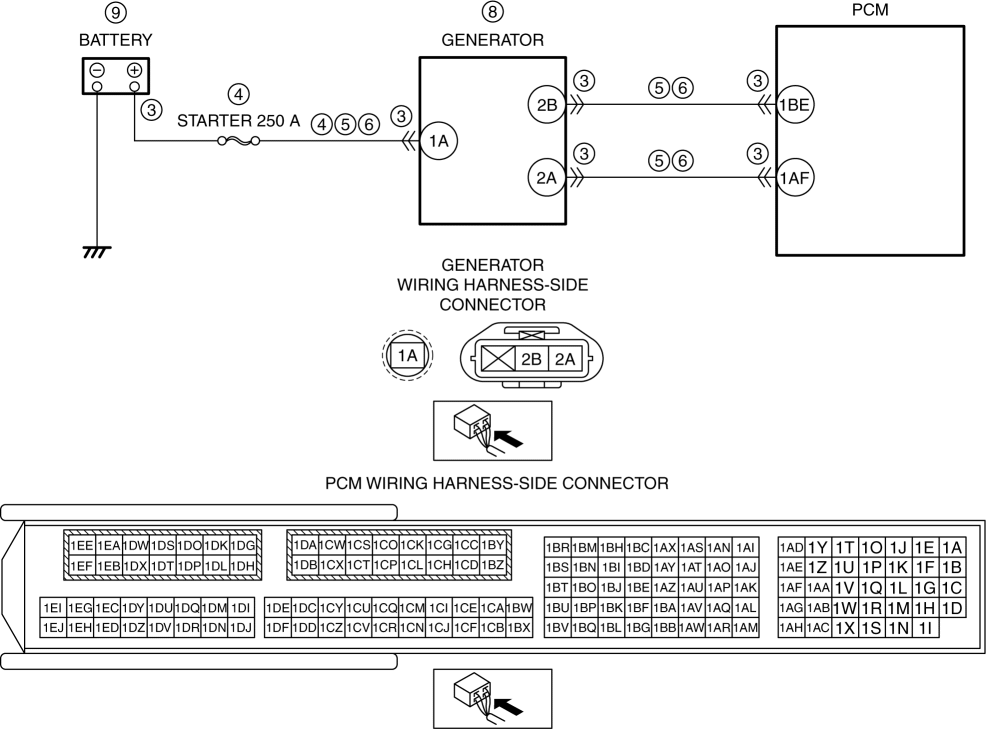 ⑨ ⑧ PCM
BATTERY GENERATOR
− +
③ ④ ③ ③ ⑤⑥ ③
2B 1BE
STARTER 250 A ④⑤⑥ ③
1A
③ ⑤⑥ ③
2A 1AF
GENERATOR
WIRING HARNESS-SIDE
CONNECTOR
1A 2B 2A
PCM WIRING HARNESS-SIDE CONNECTOR
1EE 1EA 1DW 1DS 1DO 1DK 1DG 1DA 1CW 1CS 1CO 1CK 1CG 1CC 1BY
1EF 1EB 1DX 1DT 1DP 1DL 1DH 1DB 1CX 1CT 1CP 1CL 1CH 1CD 1BZ
1EI 1EG 1EC 1DY 1DU 1DQ 1DM 1DI 1DE 1DC 1CY 1CU 1CQ 1CM 1CI 1CE 1CA 1BW
1EJ 1EH 1ED 1DZ 1DV 1DR 1DN 1DJ 1DF 1DD 1CZ 1CV 1CR 1CN 1CJ 1CF 1CB 1BX
1BR 1BM 1BH 1BC 1AX 1AS 1AN 1AI 1AD 1Y 1T 1O 1J 1E 1A
1BS 1BN 1BI 1BD 1AY 1AT 1AO 1AJ 1AE 1Z 1U 1P 1K 1F 1B
1BT 1BO 1BJ 1BE 1AZ 1AU 1AP 1AK 1AF 1AA 1V 1Q 1L 1G 1C
1BU 1BP 1BK 1BF 1BA 1AV 1AQ 1AL 1AG 1AB 1W 1R 1M 1H 1D
1BV 1BQ 1BL 1BG 1BB 1AW 1AR 1AM 1AH 1AC 1X 1S 1N 1I